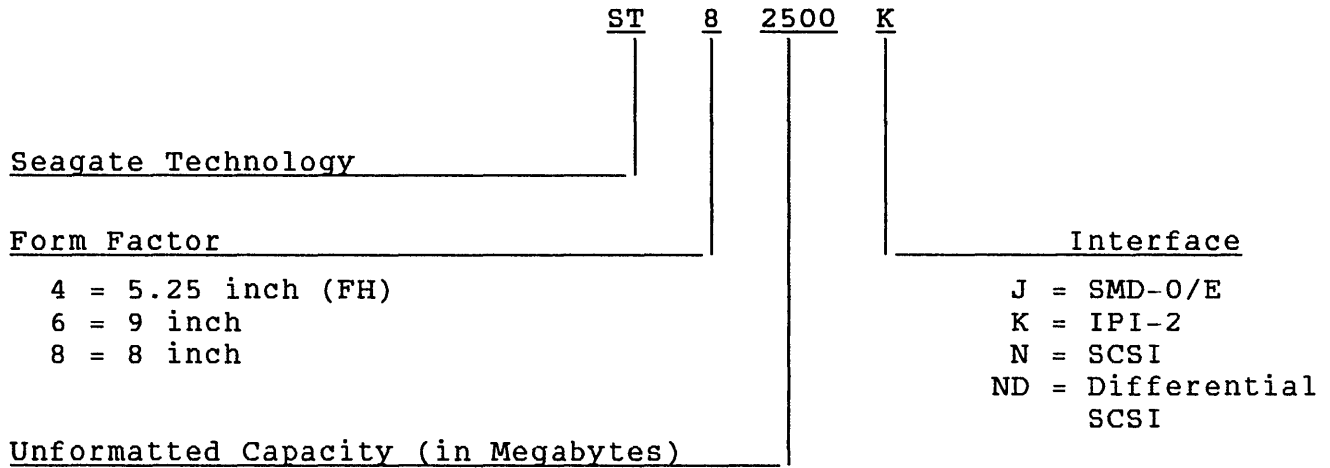 ST 8 2500 K
Seagate Technology
Form Factor
4 = 5.25 inch (FH)
6 = 9 inch
8 = 8 inch
Interface
J = SMD-O/E
K = IPI-2
N = SCSI
ND = Differential
SCSI
Unformatted Capacity (in Megabytes)